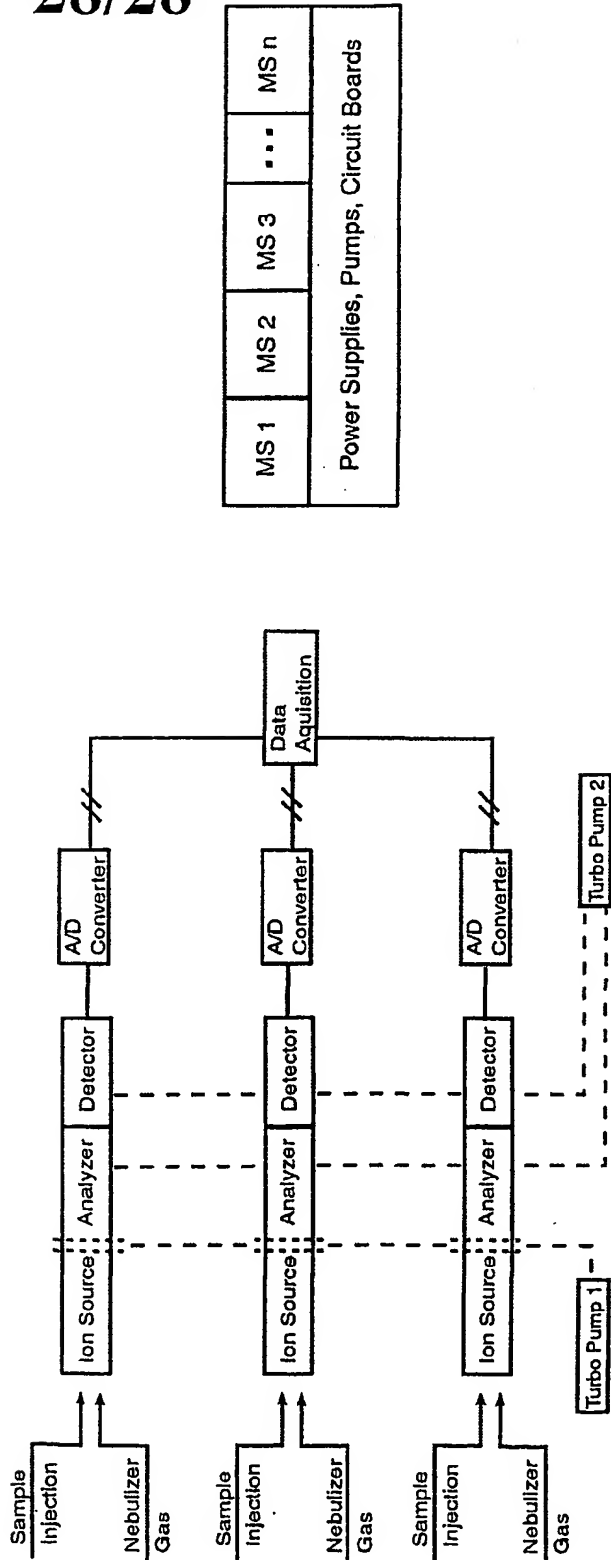 28/28
Sample
Injection
Nebulizer
Gas
Ion Source
Analyzer
Detector
A/D
Converter
Sample
Injection
Nebulizer
Gas
Ion Source
Analyzer
Detector
A/D
Converter
Data
Aquisition
Sample
Injection
Nebulizer
Gas
Ion Source
Analyzer
Detector
A/D
Converter
Turbo Pump 1
Turbo Pump 2
MS 1
MS 2
MS 3
...
MS n
Power Supplies, Pumps, Circuit Boards